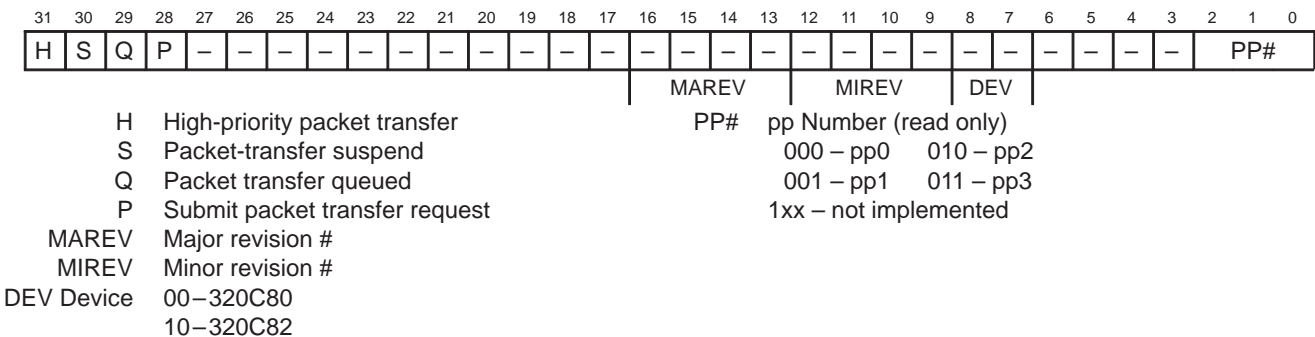 31 30 29 28 27 26 25 24 23 22 21 20 19 18 17 16 15 14 13 12 11 10 9 8 7 6 5 4 3 2 1 0
H S Q P – – – – – – – – – – – – – – – – – – – – – – – – – PP#
MAREV MIREV DEV
H High-priority packet transfer PP# pp Number (read only)
S Packet-transfer suspend 000 – pp0 010 – pp2
Q Packet transfer queued 001 – pp1 011 – pp3
P Submit packet transfer request 1xx – not implemented
MAREV Major revision #
MIREV Minor revision #
DEV Device 00–320C80
10–320C82